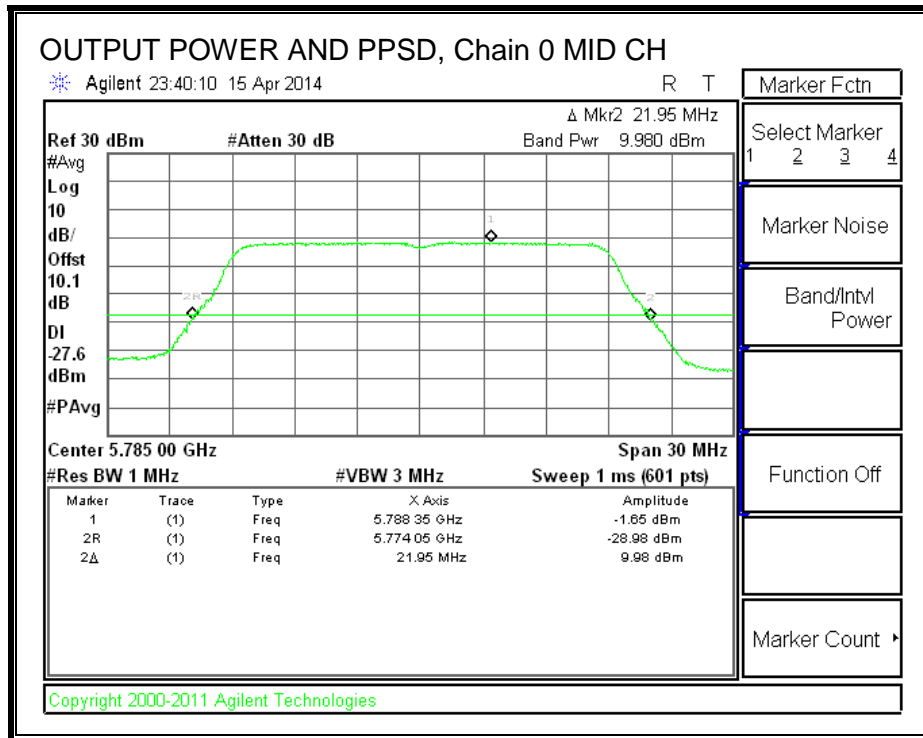 OUTPUT POWER AND PPSD, Chain 0 MID CH
Agilent 23:40:10 15 Apr 2014 R T
Δ Mkr2 21.95 MHz
Ref 30 dBm #Atten 30 dB Band Pwr 9.980 dBm
#Avg
Log
10
dB/
Offst
10.1
dB
DI
-27.6
dBm
#PAvg
1
2R
2
Center 5.785 00 GHz Span 30 MHz
#Res BW 1 MHz #VBW 3 MHz Sweep 1 ms (601 pts)
Marker Trace Type X Axis Amplitude
1 (1) Freq 5.788 35 GHz -1.65 dBm
2R (1) Freq 5.774 05 GHz -28.98 dBm
2Δ (1) Freq 21.95 MHz 9.98 dBm
Marker Fctn
Select Marker
1 2 3 4
Marker Noise
Band/Intvl
Power
Function Off
Marker Count
Copyright 2000-2011 Agilent Technologies